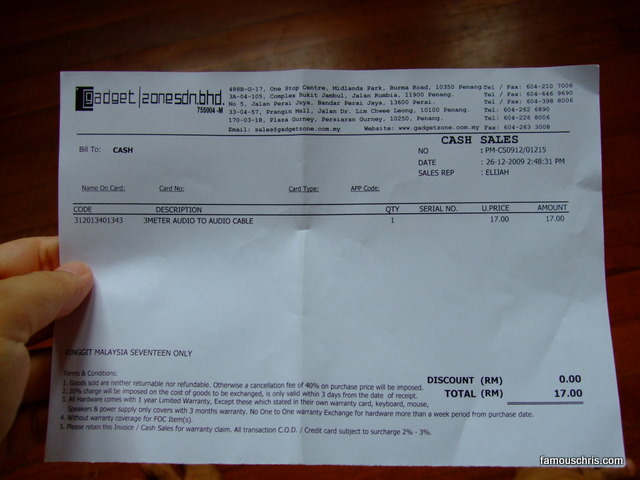 gadget|zonesdn.bhd.
755004-M
488B-G-17, One Stop Centre, Midlands Park, Burma Road, 10350 Penang. Tel / Fax: 604-210 7006
3A-04-105, Complex Bukit Jambul, Jalan Rumbia, 11900 Penang. Tel / Fax: 604-646 9690
No 5, Jalan Perai Jaya, Bandar Perai Jaya, 13600 Perai. Tel / Fax: 604-398 8006
33-04-57, Prangin Mall, Jalan Dr. Lim Chwee Leong, 10100 Penang. Tel: 604-262 6890
170-03-18, Plaza Gurney, Persiaran Gurney, 10250, Penang. Tel: 604-226 8006
Email: sales@gadgetzone.com.my Website: www.gadgetzone.com.my Fax: 604-263 3008
CASH SALES
Bill To: CASH
NO : PM-CS0912/01215
DATE : 26-12-2009 2:48:31 PM
SALES REP : ELIJAH
Name On Card: Card No: Card Type: APP Code:
CODE DESCRIPTION QTY SERIAL NO. U.PRICE AMOUNT
312013401343 3METER AUDIO TO AUDIO CABLE 1 17.00 17.00
RINGGIT MALAYSIA SEVENTEEN ONLY
Terms & Conditions:
1. Goods sold are neither returnable nor refundable. Otherwise a cancellation fee of 40% on purchase price will be imposed.
2. 20% charge will be imposed on the cost of goods to be exchanged, is only valid within 3 days from the date of receipt.
3. All Hardware comes with 1 year Limited Warranty, Except these which stated in their own warranty card, keyboard, mouse,
Speakers & power supply only covers with 3 months warranty. No One to One warranty Exchange for hardware more than a week period from purchase date.
4. Without warranty coverage for FOC Item(s).
5. Please retain this Invoice / Cash Sales for warranty claim. All transaction C.O.D. / Credit card subject to surcharge 2% - 3%.
DISCOUNT (RM) 0.00
TOTAL (RM) 17.00
famouschris.com